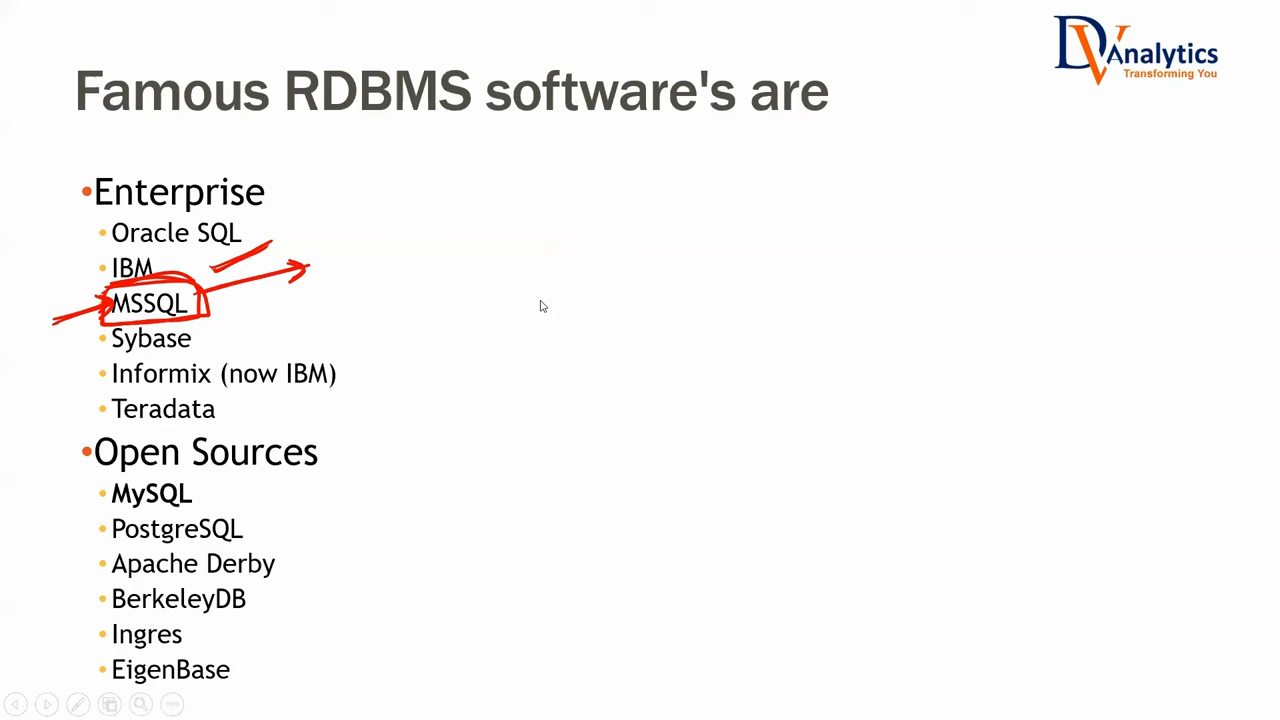 DV Analytics
Transforming You
Famous RDBMS software's are
•Enterprise
•Oracle SQL
•IBM
•MSSQL
•Sybase
•Informix (now IBM)
•Teradata
•Open Sources
•MySQL
•PostgreSQL
•Apache Derby
•BerkeleyDB
•Ingres
•EigenBase